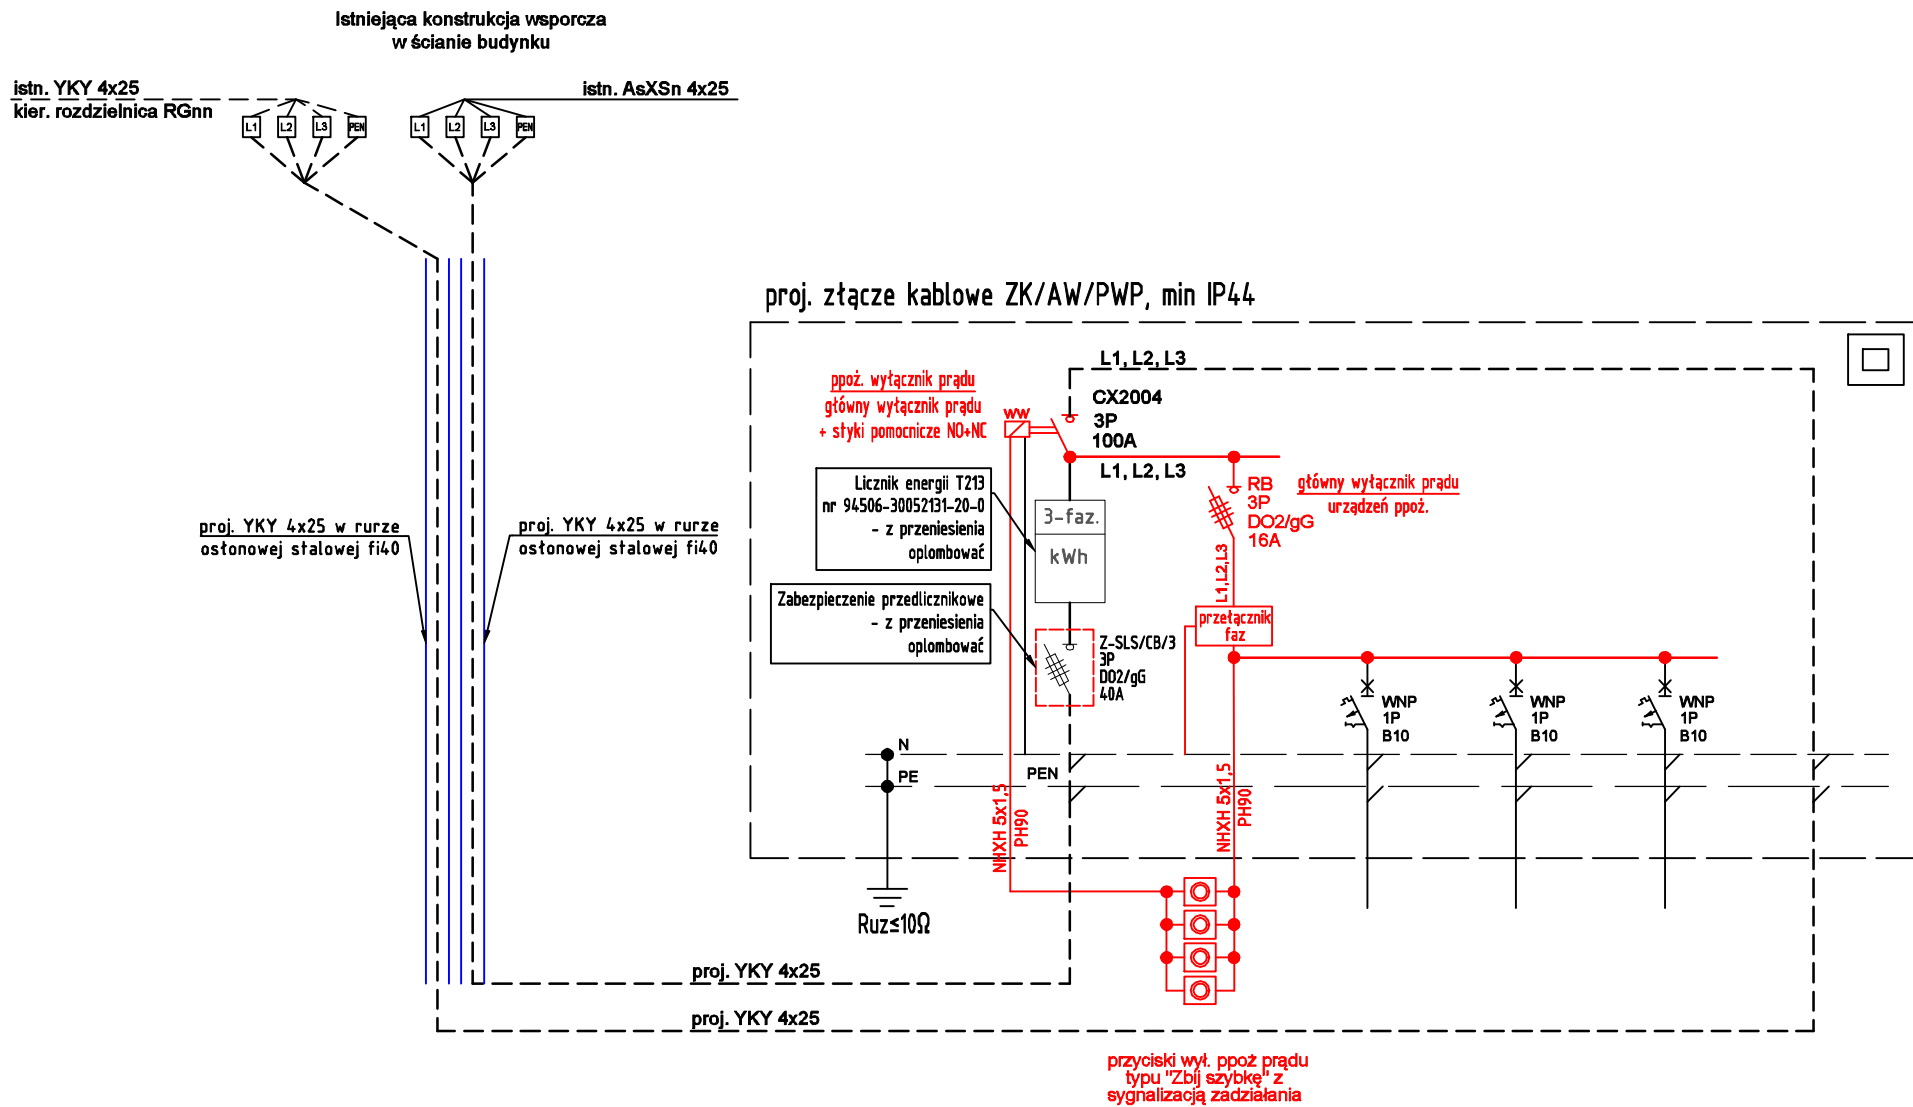 Istniejąca konstrukcja wsporcza
w ścianie budynku
istn. YKY 4x25
kier. rozdzielnica RGnn
istn. AsXSn 4x25
L1 L2 L3 PEN
L1 L2 L3 PEN
proj. YKY 4x25 w rurze
osłonowej stalowej fi40
proj. YKY 4x25 w rurze
osłonowej stalowej fi40
proj. złącze kablowe ZK/AW/PWP, min IP44
L1, L2, L3
ppoż. wyłącznik prądu
główny wyłącznik prądu
+ styki pomocnicze NO+NC
WW
CX2004
3P
100A
L1, L2, L3
Licznik energii T213
nr 94506-30052131-20-0
- z przeniesienia
oplombować
3-faz.
kWh
RB
3P
DO2/gG
16A
główny wyłącznik prądu
urządzeń ppoż.
L1,L2,L3
przełącznik
faz
Zabezpieczenie przedlicznikowe
- z przeniesienia
oplombować
Z-SLS/CB/3
3P
DO2/gG
40A
WNP
1P
B10
WNP
1P
B10
WNP
1P
B10
N
PE
PEN
NHXH 5x1,5
PH90
NHXH 5x1,5
PH90
Ruz≤10Ω
proj. YKY 4x25
proj. YKY 4x25
przyciski wył. ppoż prądu
typu "Zbij szybkę" z
sygnalizacją zadziałania